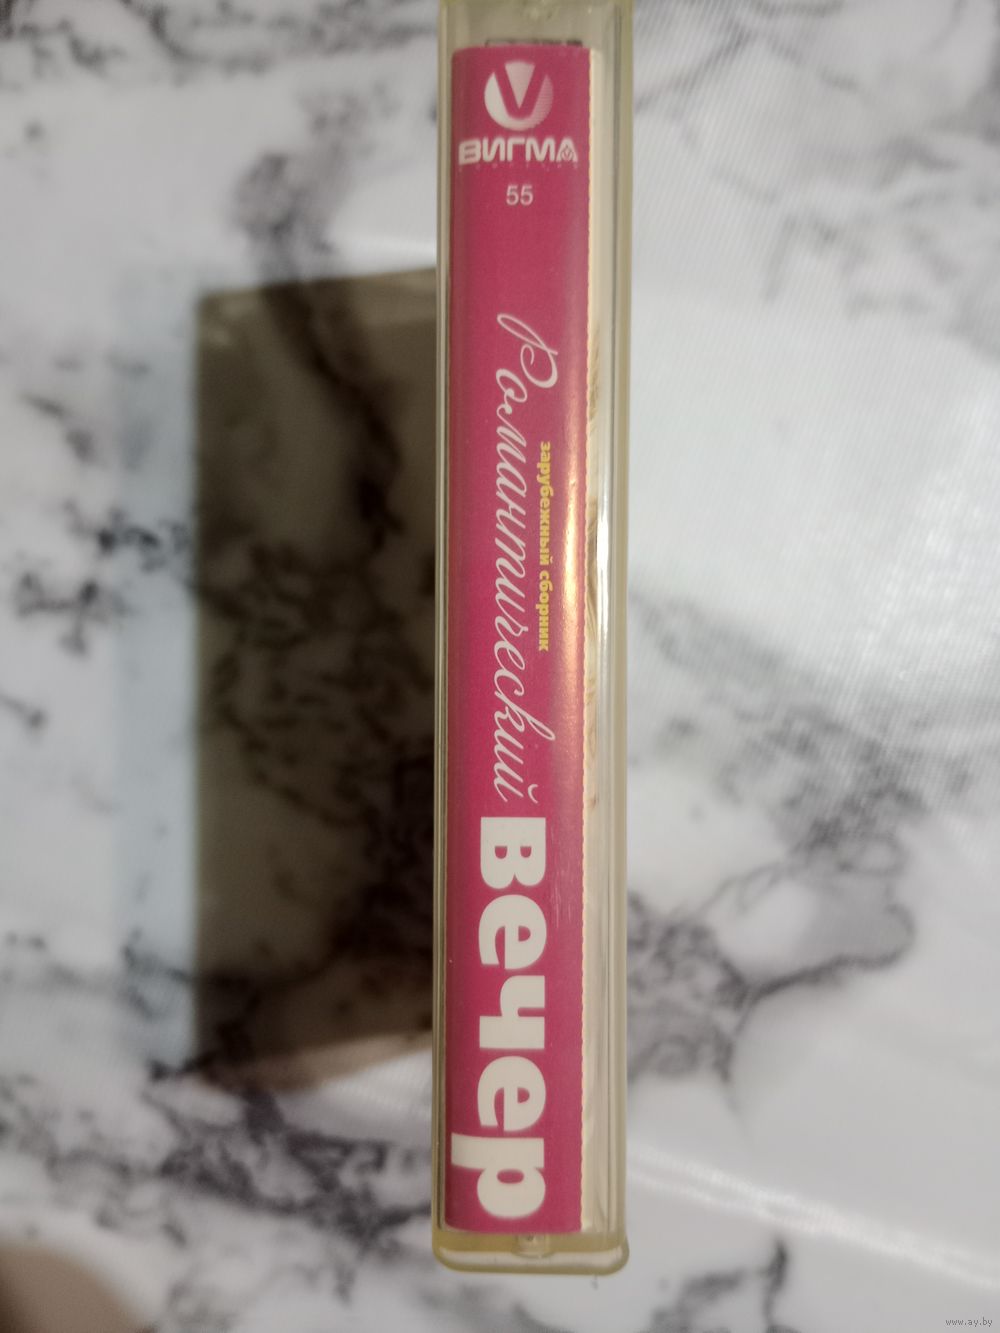 V
ВИГМА
55
зарубежный сборник
Романтический
вечер
www.ay.by